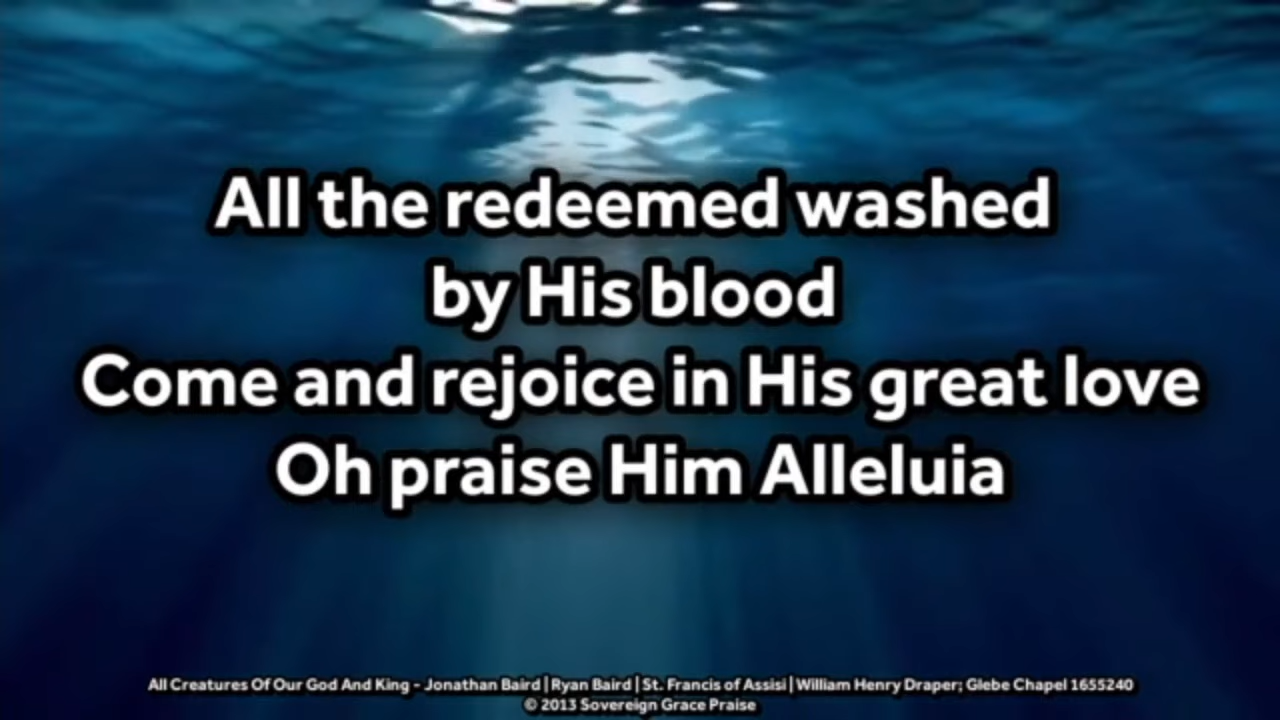 All the redeemed washed
by His blood
Come and rejoice in His great love
Oh praise Him Alleluia
All Creatures Of Our God And King - Jonathan Baird | Ryan Baird | St. Francis of Assisi | William Henry Draper; Glebe Chapel 1655240
© 2013 Sovereign Grace Praise